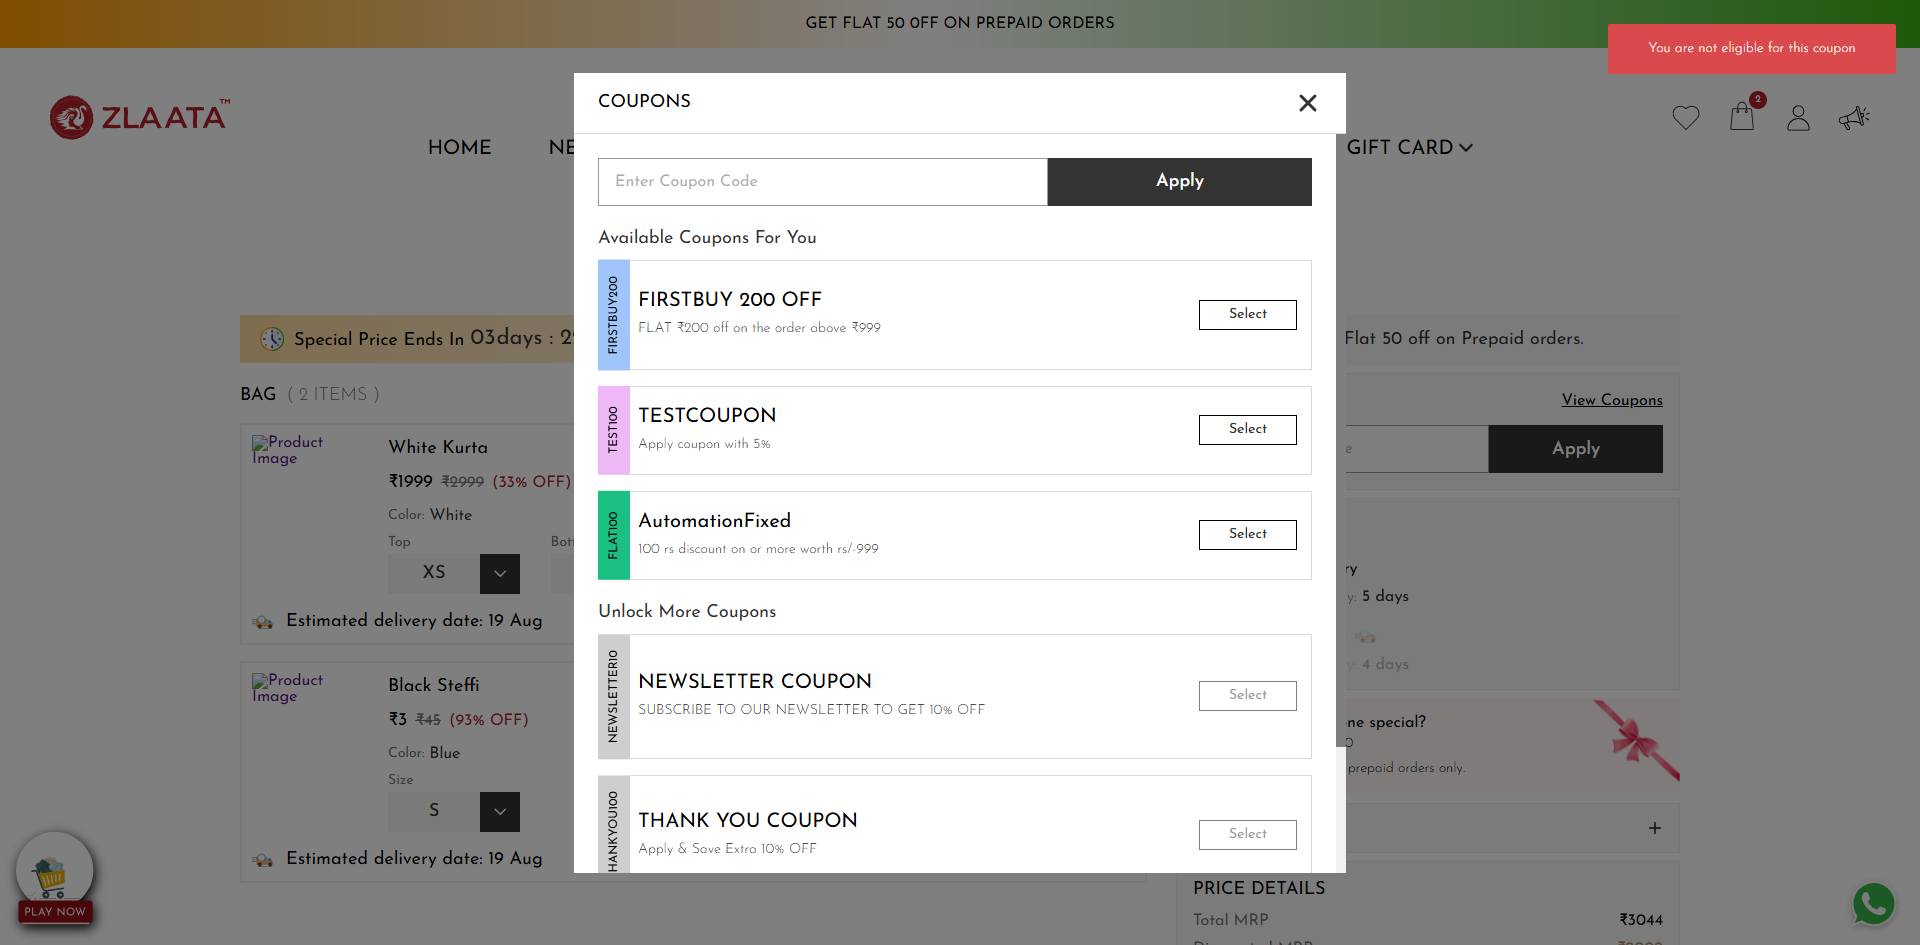 GET FLAT 50 OFF ON PREPAID ORDERS
You are not eligible for this coupon
ZLAATA™
HOME
NE
GIFT CARD
2
COUPONS
Enter Coupon Code
Apply
Available Coupons For You
FIRSTBUY200
FIRSTBUY 200 OFF
FLAT ₹200 off on the order above ₹999
Select
TEST100
TESTCOUPON
Apply coupon with 5%
Select
FLAT100
AutomationFixed
100 rs discount on or more worth rs/-999
Select
Unlock More Coupons
NEWSLETTER10
NEWSLETTER COUPON
SUBSCRIBE TO OUR NEWSLETTER TO GET 10% OFF
Select
HANKYOU100
THANK YOU COUPON
Apply & Save Extra 10% OFF
Select
Special Price Ends In 03days : 2
BAG ( 2 ITEMS )
Product Image
White Kurta
₹1999 ₹2999 (33% OFF)
Color: White
Top
Bott
XS
Estimated delivery date: 19 Aug
Product Image
Black Steffi
₹3 ₹45 (93% OFF)
Color: Blue
Size
S
Estimated delivery date: 19 Aug
PLAY NOW
Flat 50 off on Prepaid orders.
View Coupons
e
Apply
ry
y: 5 days
y: 4 days
ne special?
0
prepaid orders only.
+
PRICE DETAILS
Total MRP
₹3044